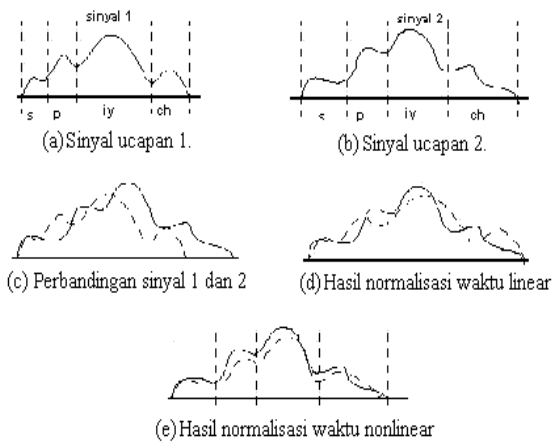 sinyal 1
s p iy ch
(a) Sinyal ucapan 1.
sinyal 2
s p iy ch
(b) Sinyal ucapan 2.
(c) Perbandingan sinyal 1 dan 2
(d) Hasil normalisasi waktu linear
(e) Hasil normalisasi waktu nonlinear